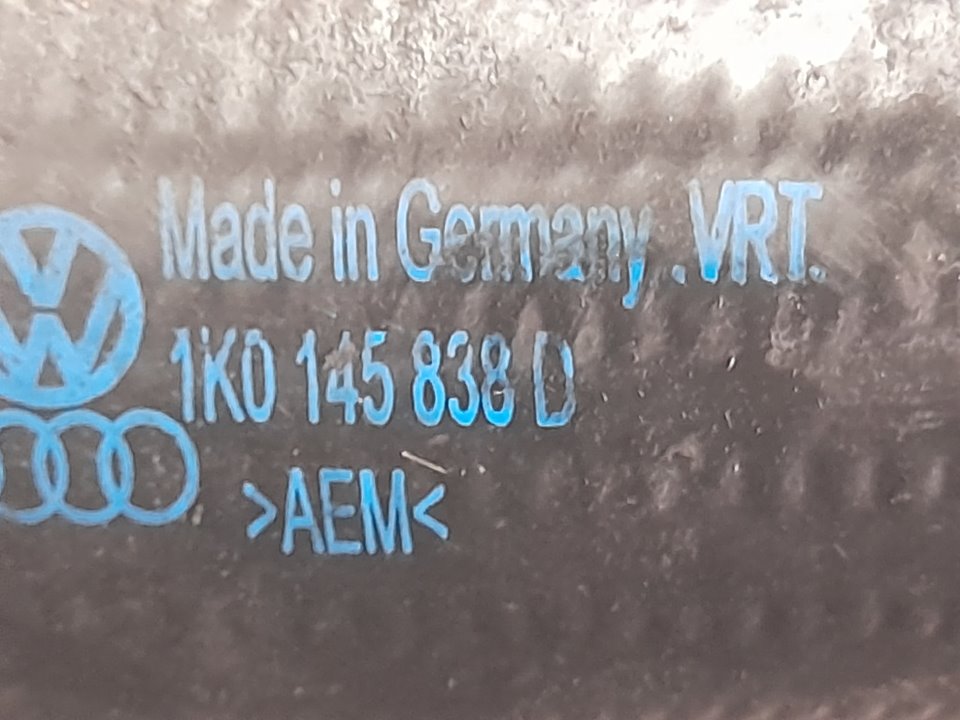 Made in Germany .VRT.
1K0 145 838 D
>AEM<